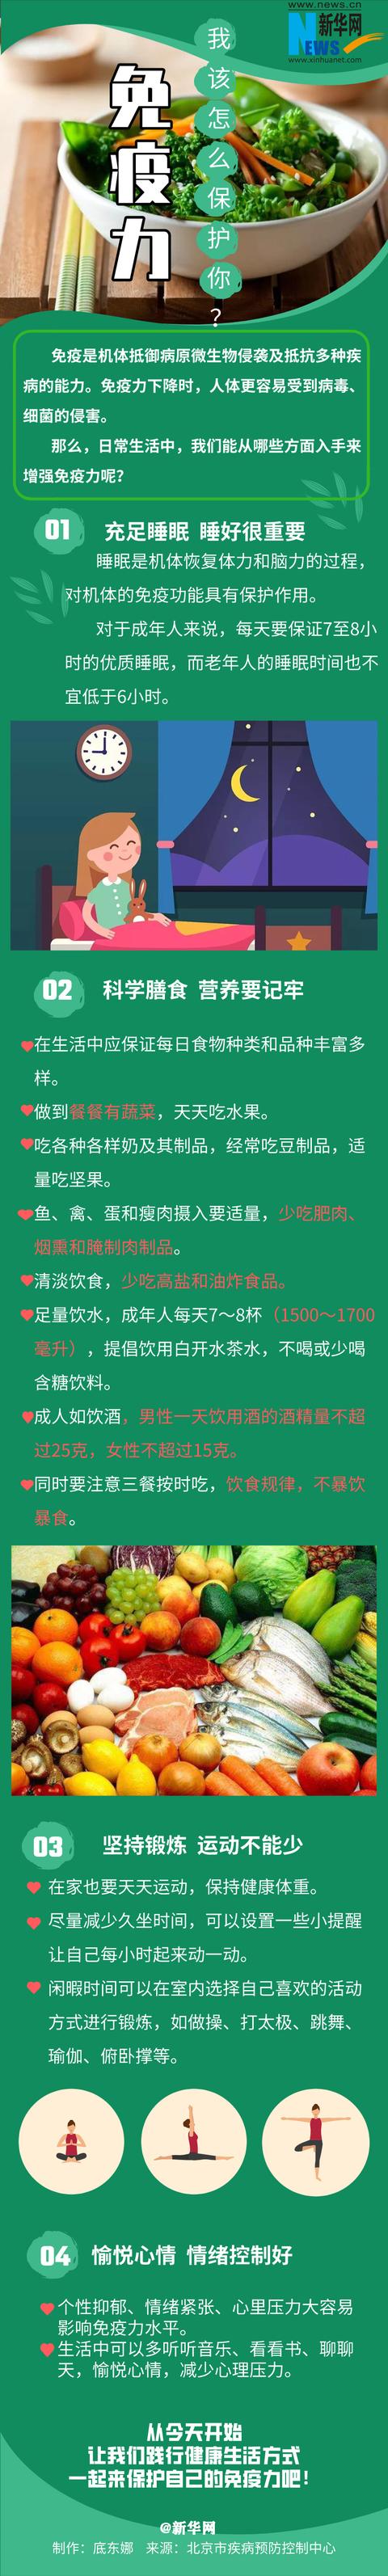 www.news.cn
新华网
NEWS
www.xinhuanet.com
我该怎么保护你?
免疫力
免疫是机体抵御病原微生物侵袭及抵抗多种疾
病的能力。免疫力下降时，人体更容易受到病毒、
细菌的侵害。
那么，日常生活中，我们能从哪些方面入手来
增强免疫力呢?
01 充足睡眠 睡好很重要
睡眠是机体恢复体力和脑力的过程，
对机体的免疫功能具有保护作用。
对于成年人来说，每天要保证7至8小
时的优质睡眠，而老年人的睡眠时间也不
宜低于6小时。
02 科学膳食 营养要记牢
在生活中应保证每日食物种类和品种丰富多
样。
做到餐餐有蔬菜，天天吃水果。
吃各种各样奶及其制品，经常吃豆制品，适
量吃坚果。
鱼、禽、蛋和瘦肉摄入要适量，少吃肥肉、
烟熏和腌制肉制品。
清淡饮食，少吃高盐和油炸食品。
足量饮水，成年人每天7～8杯（1500～1700
毫升），提倡饮用白开水茶水，不喝或少喝
含糖饮料。
成人如饮酒，男性一天饮用酒的酒精量不超
过25克，女性不超过15克。
同时要注意三餐按时吃，饮食规律，不暴饮
暴食。
03 坚持锻炼 运动不能少
在家也要天天运动，保持健康体重。
尽量减少久坐时间，可以设置一些小提醒
让自己每小时起来动一动。
闲暇时间可以在室内选择自己喜欢的活动
方式进行锻炼，如做操、打太极、跳舞、
瑜伽、俯卧撑等。
04 愉悦心情 情绪控制好
个性抑郁、情绪紧张、心里压力大容易
影响免疫力水平。
生活中可以多听听音乐、看看书、聊聊
天，愉悦心情，减少心理压力。
从今天开始
让我们践行健康生活方式
一起来保护自己的免疫力吧！
@新华网
制作：底东娜 来源：北京市疾病预防控制中心